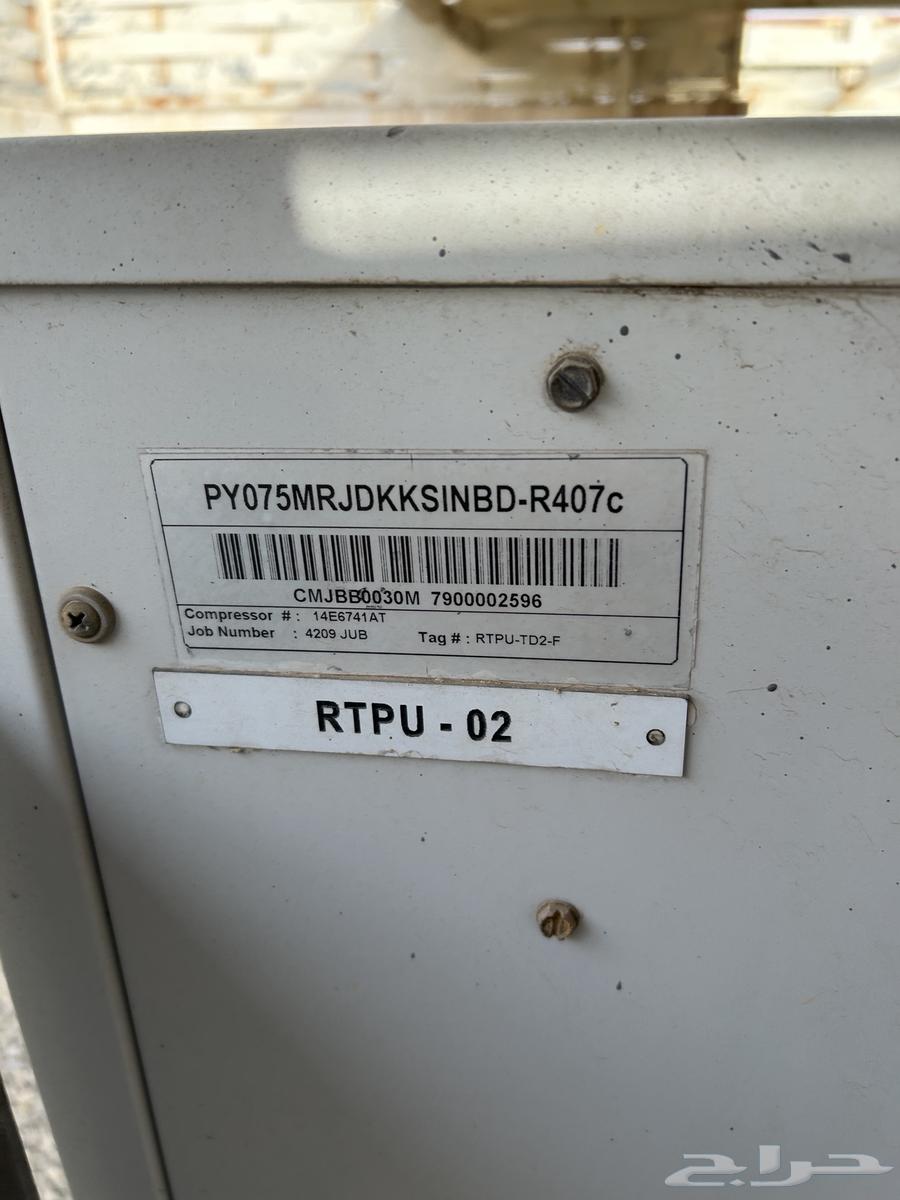 PY075MRJDKKSINBD-R407c
CMJBB0030M 7900002596
Compressor # : 14E6741AT
Job Number : 4209 JUB Tag # : RTPU-TD2-F
RTPU - 02
حراج